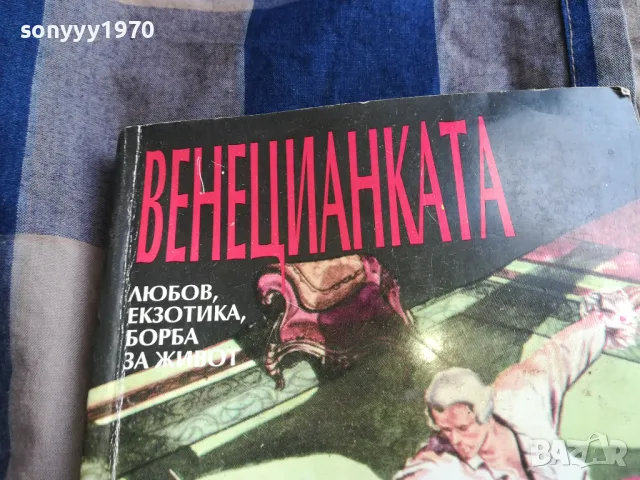 sonyyy1970
ВЕНЕЦИАНКАТА
ЛЮБОВ,
ЕКЗОТИКА,
БОРБА
ЗА ЖИВОТ
BAZAR